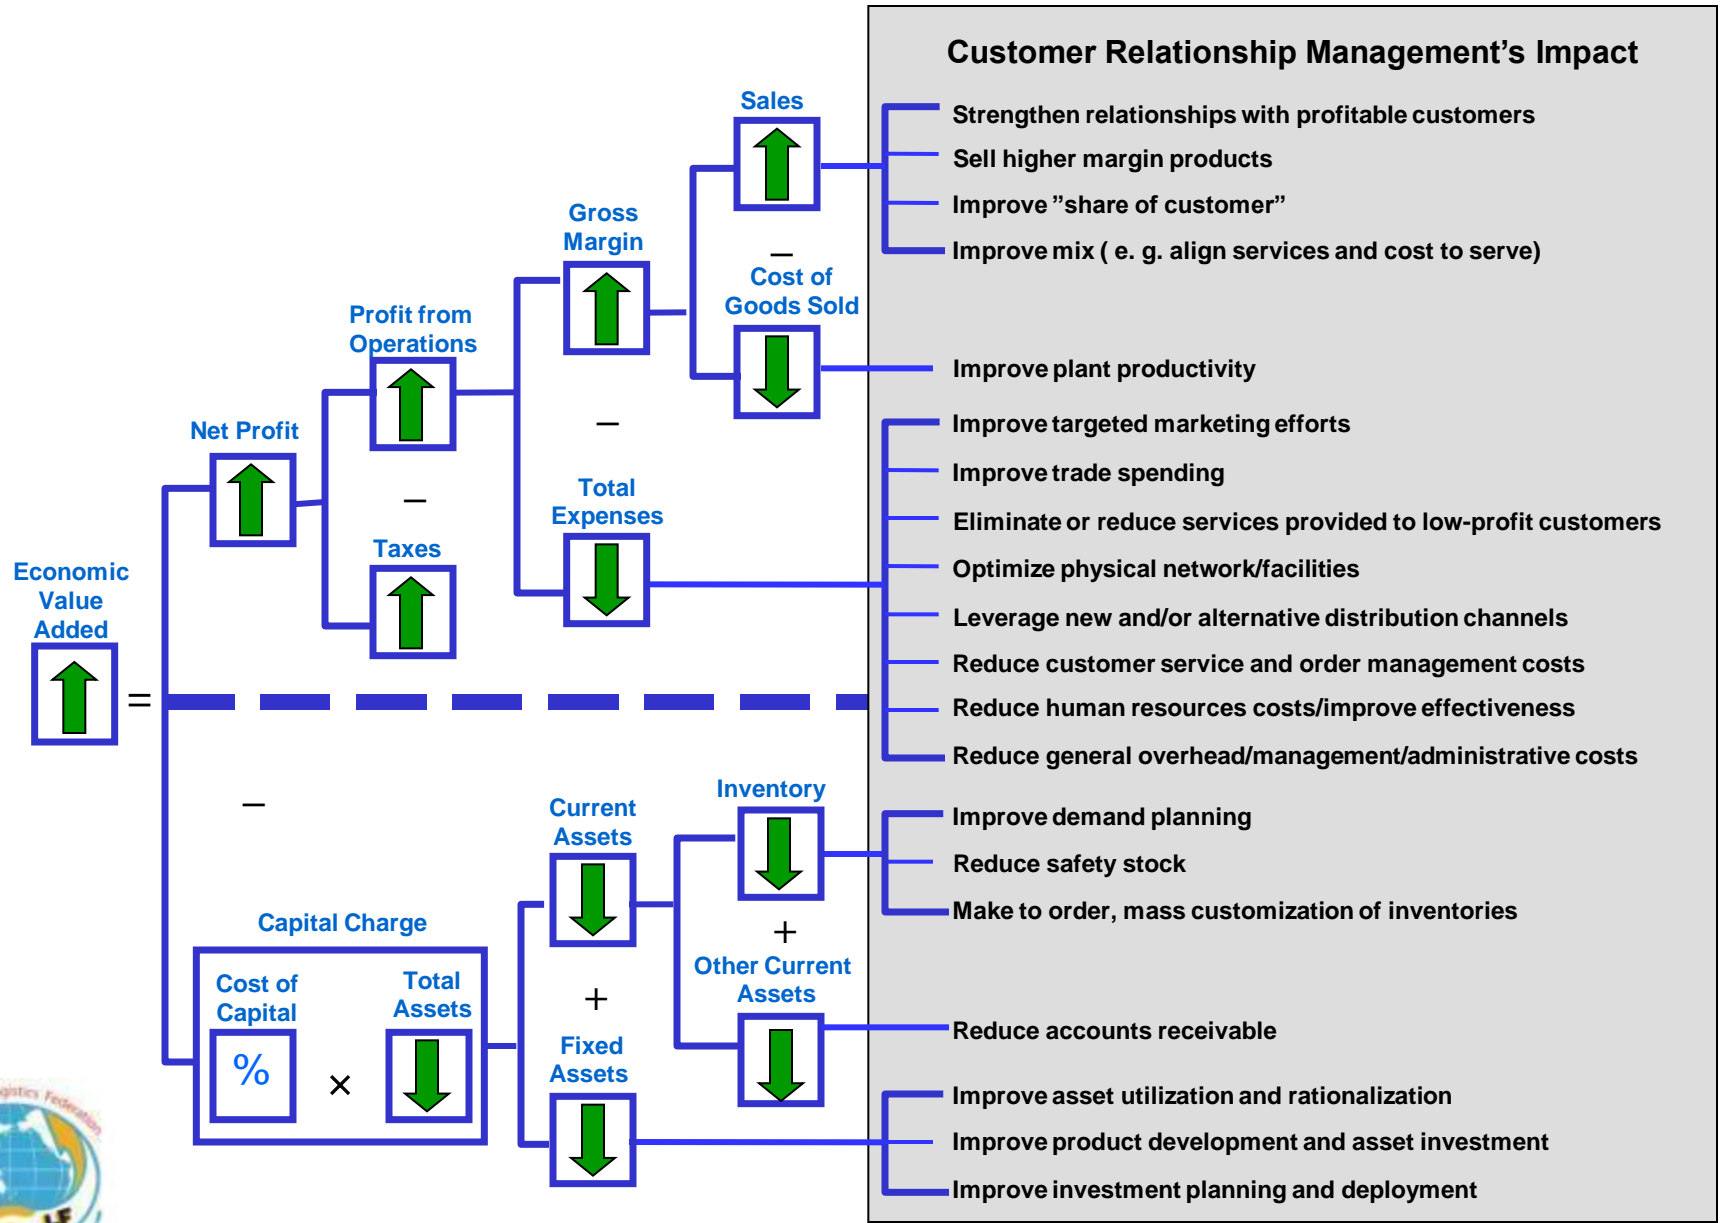 Customer Relationship Management's Impact
Sales
Strengthen relationships with profitable customers
Sell higher margin products
Improve ”share of customer”
Improve mix ( e. g. align services and cost to serve)
Gross
Margin
–
Cost of
Goods Sold
Improve plant productivity
Profit from
Operations
–
Improve targeted marketing efforts
Improve trade spending
Eliminate or reduce services provided to low-profit customers
Optimize physical network/facilities
Leverage new and/or alternative distribution channels
Reduce customer service and order management costs
Reduce human resources costs/improve effectiveness
Reduce general overhead/management/administrative costs
Net Profit
–
Total
Expenses
Taxes
Economic
Value
Added
=
–
Current
Assets
Inventory
Improve demand planning
Reduce safety stock
Make to order, mass customization of inventories
Capital Charge
Cost of
Capital
%
×
Total
Assets
+
+
Other Current
Assets
Reduce accounts receivable
Fixed
Assets
Improve asset utilization and rationalization
Improve product development and asset investment
Improve investment planning and deployment
LF